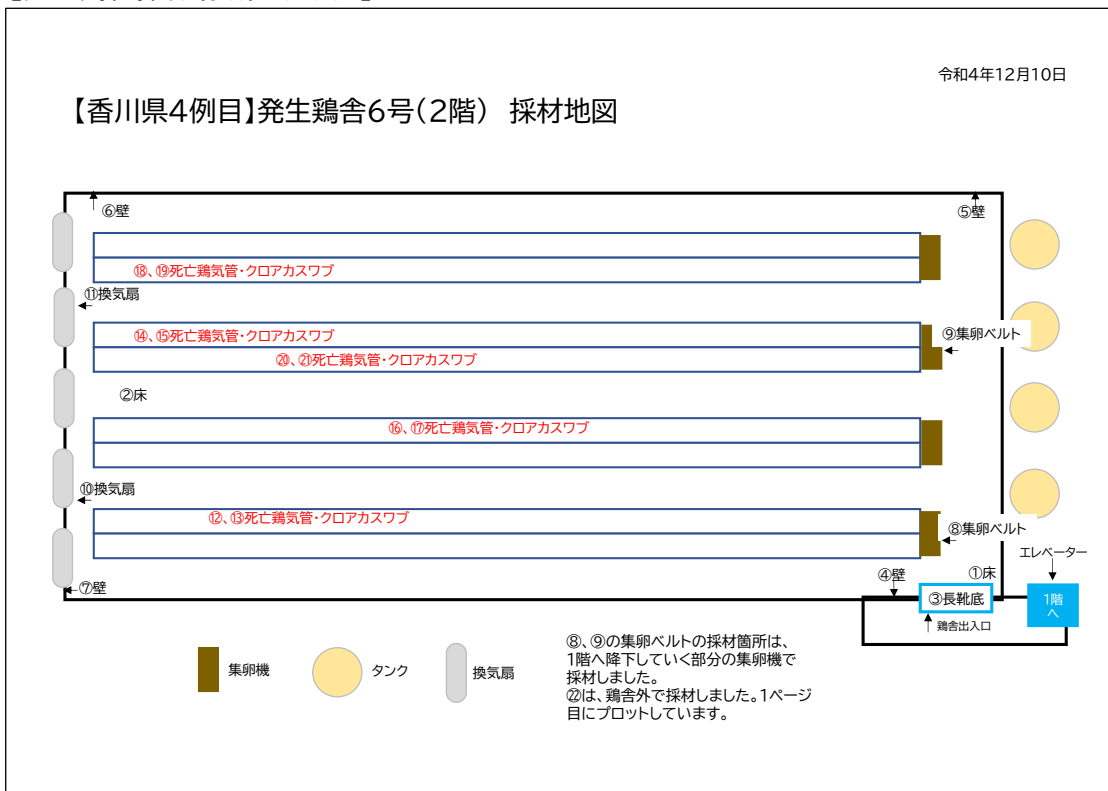 令和4年12月10日
【香川県4例目】発生鶏舎6号(2階) 採材地図
⑥壁
⑤壁
⑱、⑲死亡鶏気管・クロアカスワブ
⑪換気扇
⑭、⑮死亡鶏気管・クロアカスワブ
⑨集卵ベルト
⑳、㉑死亡鶏気管・クロアカスワブ
②床
⑯、⑰死亡鶏気管・クロアカスワブ
⑩換気扇
⑫、⑬死亡鶏気管・クロアカスワブ
⑧集卵ベルト
エレベーター
①床
④壁
⑦壁
③長靴底
1階
へ
鶏舎出入口
集卵機
タンク
換気扇
⑧、⑨の集卵ベルトの採材箇所は、
1階へ降下していく部分の集卵機で
採材しました。
㉒は、鶏舎外で採材しました。1ページ
目にプロットしています。